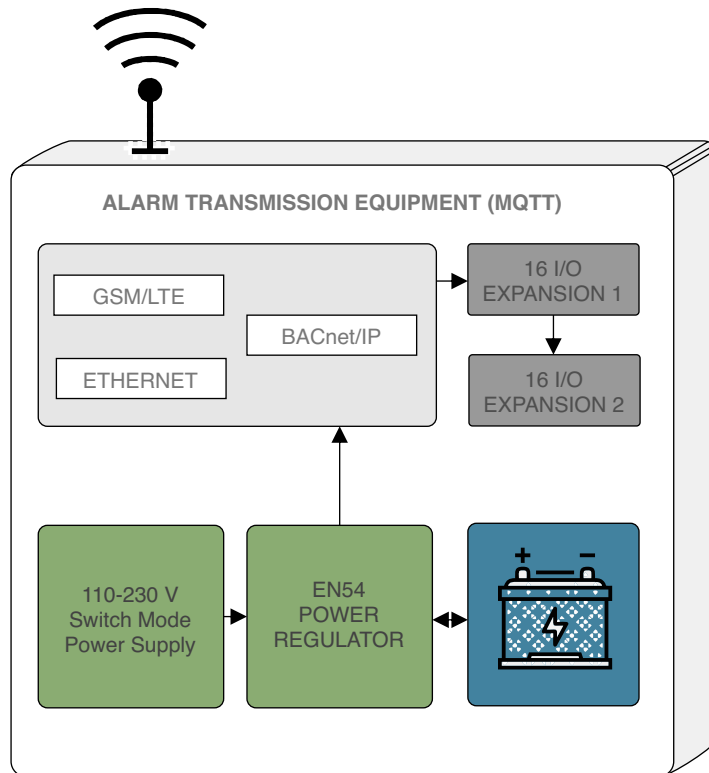 ALARM TRANSMISSION EQUIPMENT (MQTT)
GSM/LTE
BACnet/IP
ETHERNET
16 I/O
EXPANSION 1
16 I/O
EXPANSION 2
110-230 V
Switch Mode
Power Supply
EN54
POWER
REGULATOR
+ −